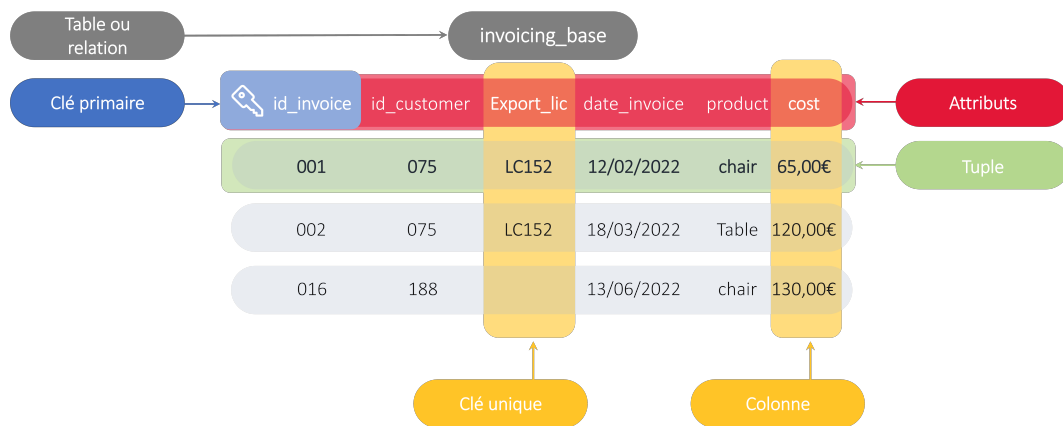 Table ou
relation
invoicing_base
Clé primaire
id_invoice id_customer Export_lic date_invoice product cost
Attributs
001 075 LC152 12/02/2022 chair 65,00€
Tuple
002 075 LC152 18/03/2022 Table 120,00€
016 188 13/06/2022 chair 130,00€
Clé unique
Colonne